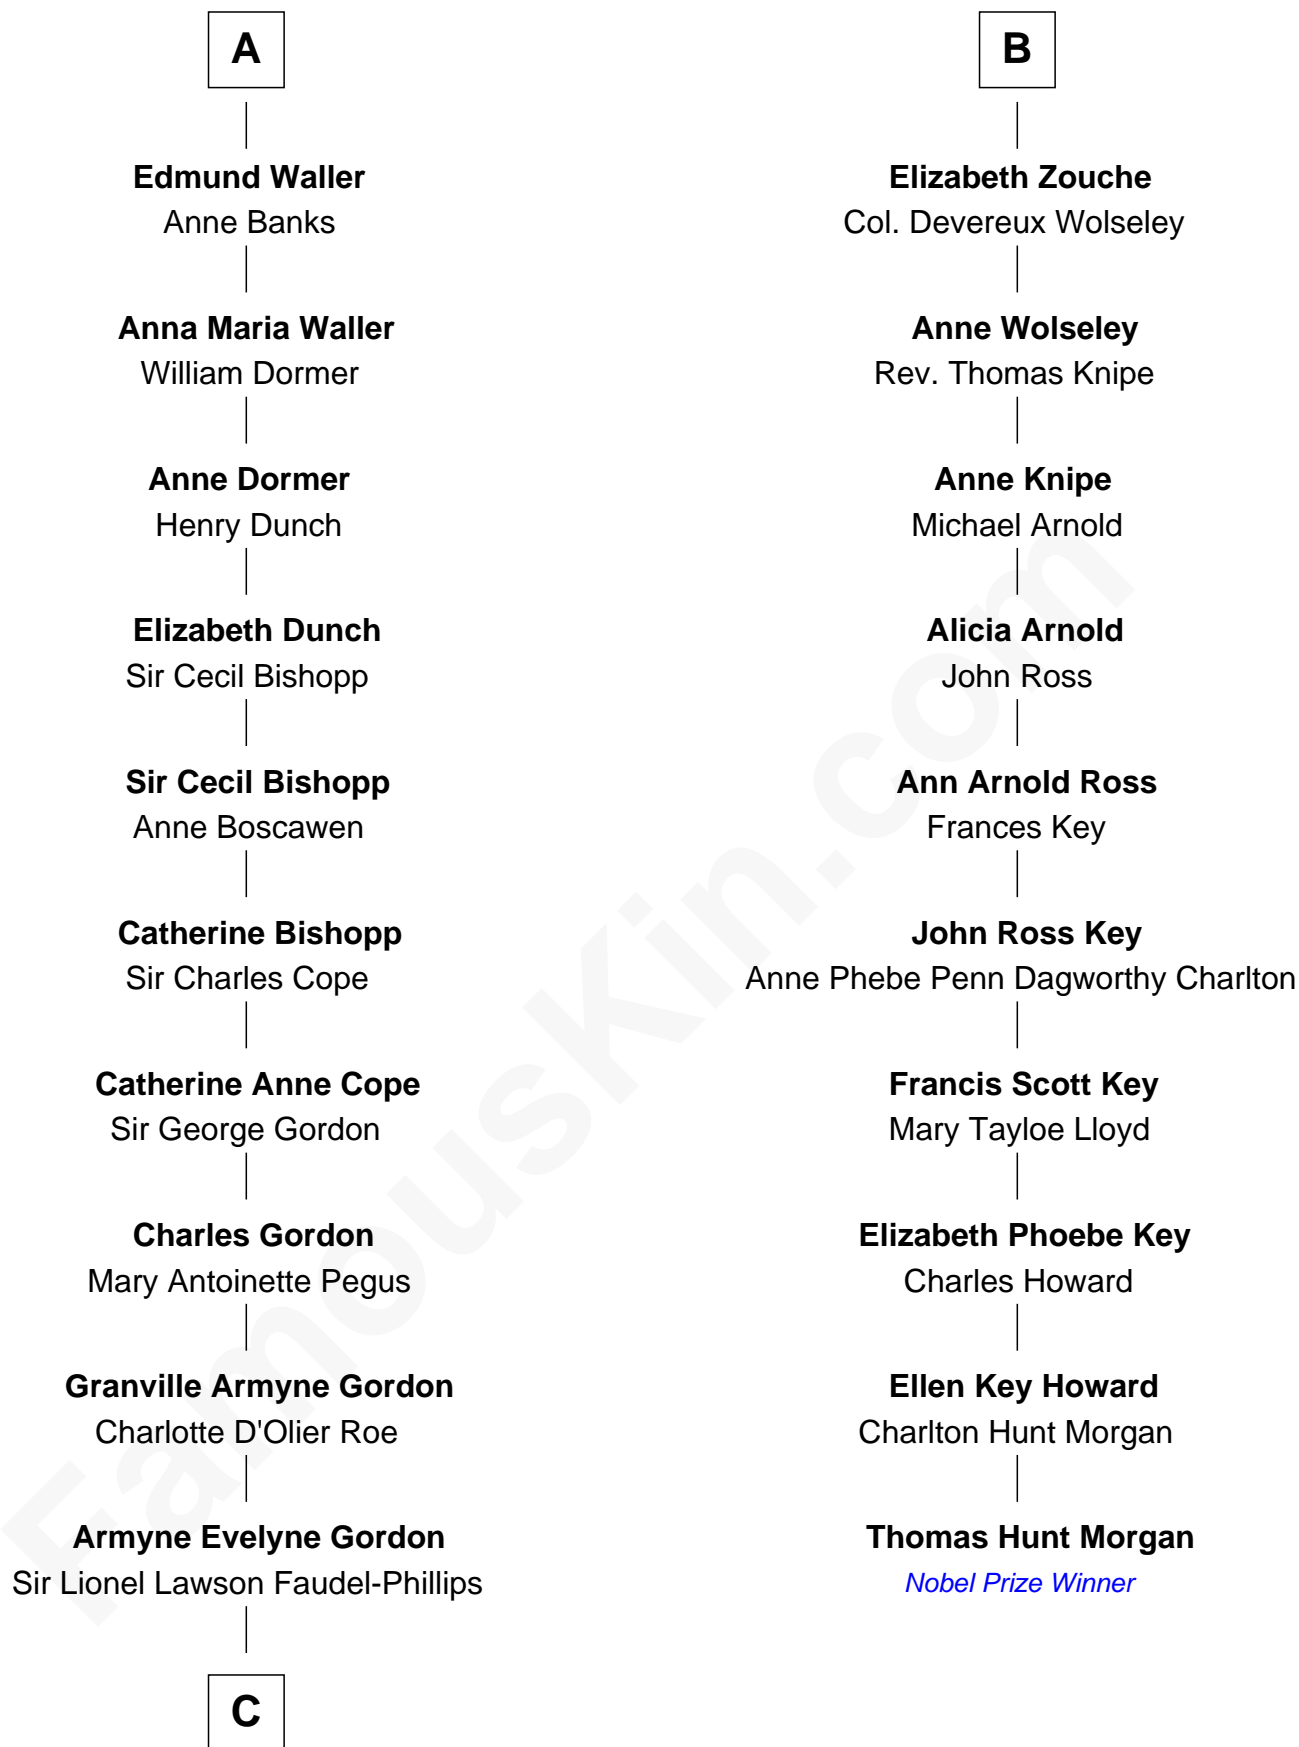 A
Edmund Waller
Anne Banks
Anna Maria Waller
William Dormer
Anne Dormer
Henry Dunch
Elizabeth Dunch
Sir Cecil Bishopp
Sir Cecil Bishopp
Anne Boscawen
Catherine Bishopp
Sir Charles Cope
Catherine Anne Cope
Sir George Gordon
Charles Gordon
Mary Antoinette Pegus
Granville Armyne Gordon
Charlotte D'Olier Roe
Armyne Evelyne Gordon
Sir Lionel Lawson Faudel-Phillips
C
B
Elizabeth Zouche
Col. Devereux Wolseley
Anne Wolseley
Rev. Thomas Knipe
Anne Knipe
Michael Arnold
Alicia Arnold
John Ross
Ann Arnold Ross
Frances Key
John Ross Key
Anne Phebe Penn Dagworthy Charlton
Francis Scott Key
Mary Tayloe Lloyd
Elizabeth Phoebe Key
Charles Howard
Ellen Key Howard
Charlton Hunt Morgan
Thomas Hunt Morgan
Nobel Prize Winner
FamousKin.com